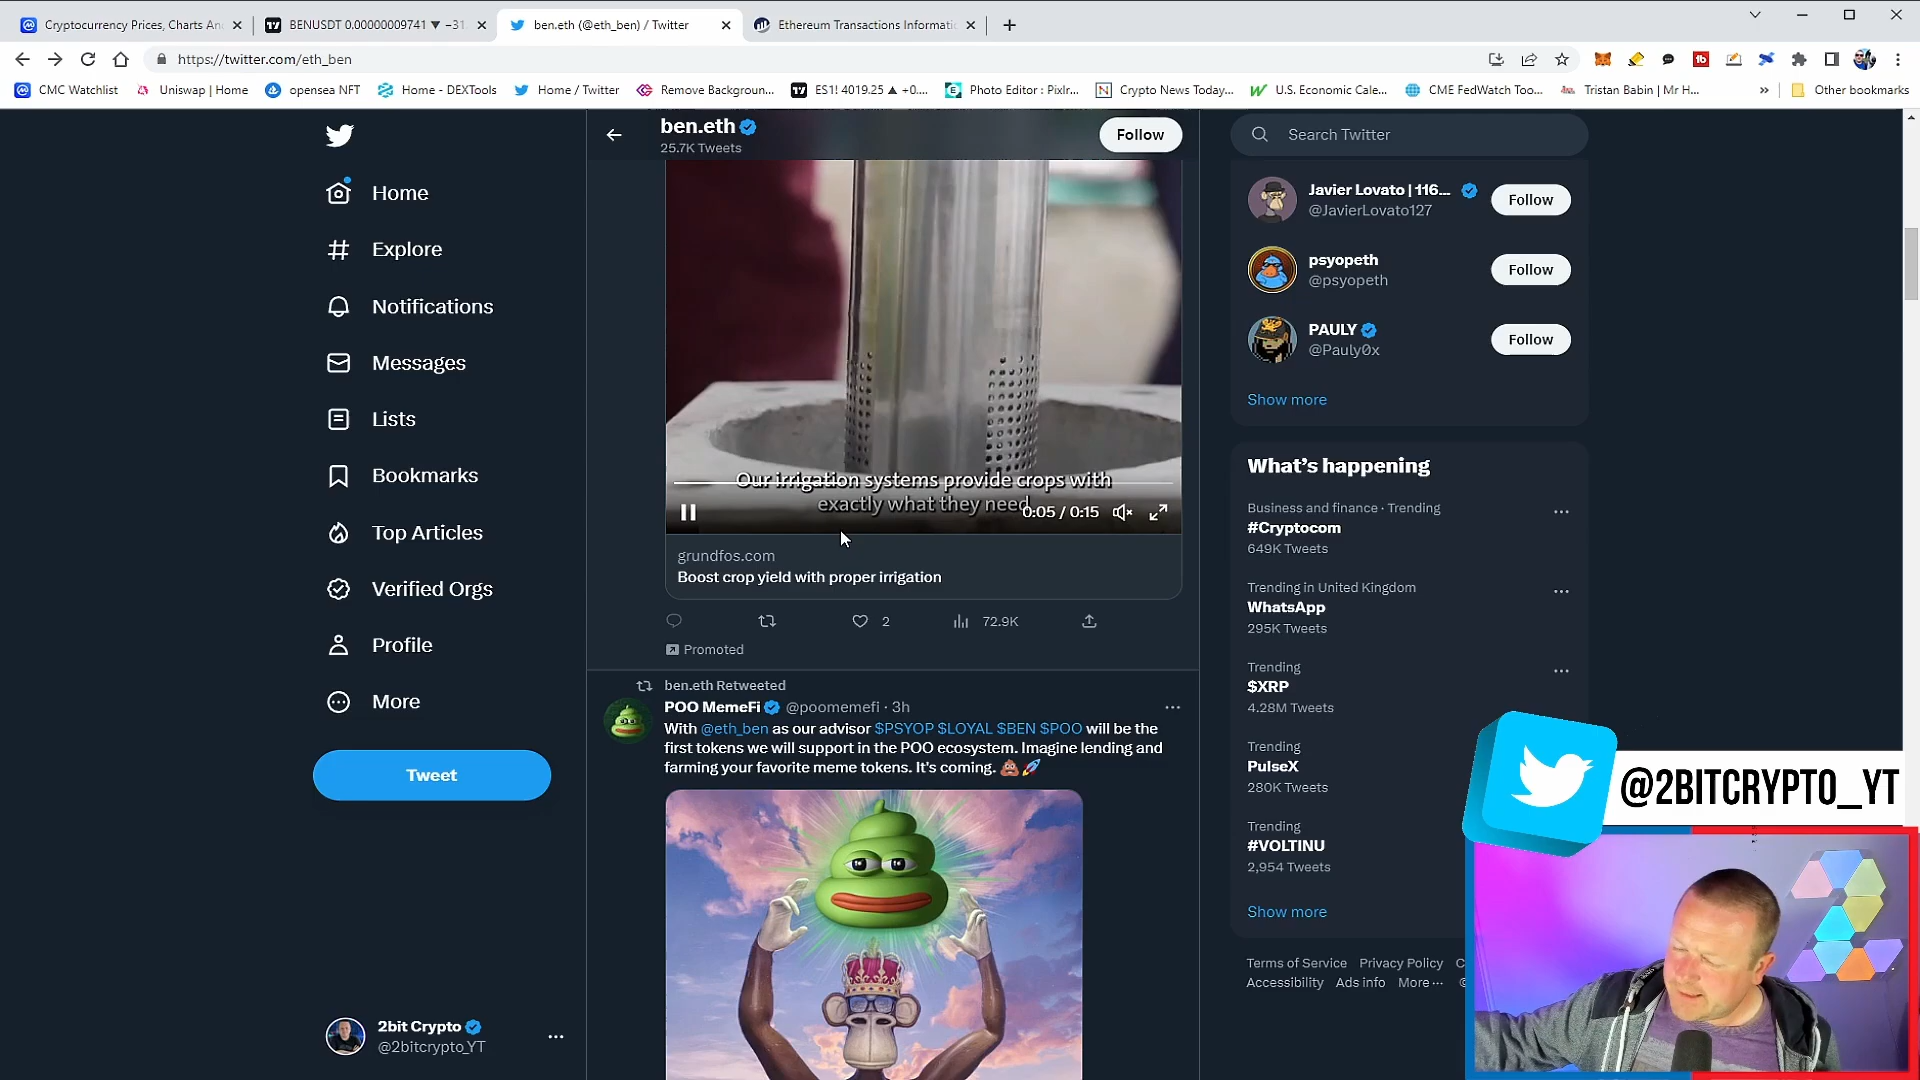 Cryptocurrency Prices, Charts An
BENUSDT 0.00000009741 ▼ −31.
ben.eth (@eth_ben) / Twitter
Ethereum Transactions Informati
https://twitter.com/eth_ben
CMC Watchlist
Uniswap | Home
opensea NFT
Home - DEXTools
Home / Twitter
Remove Backgroun...
ES1! 4019.25 ▲ +0....
Photo Editor : Pixlr...
Crypto News Today...
U.S. Economic Cale...
CME FedWatch Too...
Tristan Babin | Mr H...
» Other bookmarks
Home
Explore
Notifications
Messages
Lists
Bookmarks
Top Articles
Verified Orgs
Profile
More
Tweet
2bit Crypto
@2bitcrypto_YT
ben.eth
25.7K Tweets
Follow
Our irrigation systems provide crops with
exactly what they need
0:05 / 0:15
grundfos.com
Boost crop yield with proper irrigation
2
72.9K
Promoted
ben.eth Retweeted
POO MemeFi @poomemefi · 3h
With @eth_ben as our advisor $PSYOP $LOYAL $BEN $POO will be the
first tokens we will support in the POO ecosystem. Imagine lending and
farming your favorite meme tokens. It's coming. 💩🚀
Search Twitter
Javier Lovato | 116...
@JavierLovato127
Follow
psyopeth
@psyopeth
Follow
PAULY
@Pauly0x
Follow
Show more
What's happening
Business and finance · Trending
#Cryptocom
649K Tweets
Trending in United Kingdom
WhatsApp
295K Tweets
Trending
$XRP
4.28M Tweets
Trending
PulseX
280K Tweets
Trending
#VOLTINU
2,954 Tweets
Show more
Terms of Service Privacy Policy C
Accessibility Ads info More ···
@2BITCRYPTO_YT